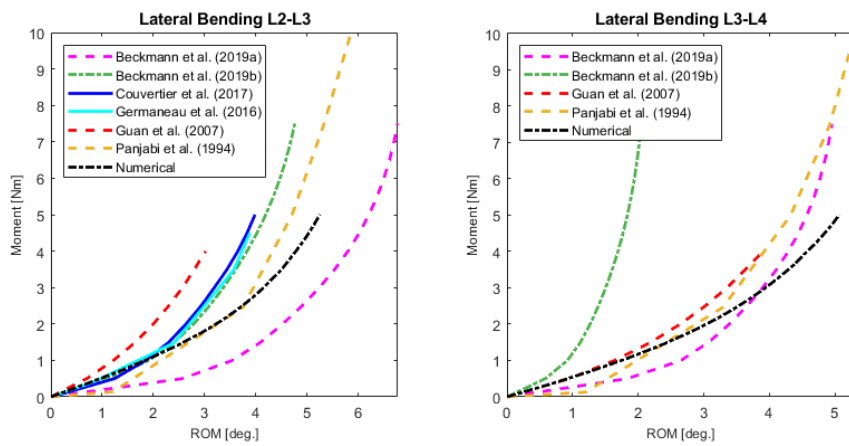 Lateral Bending L2-L3
10
9
8
7
6
5
4
3
2
1
0
Moment [Nm]
Beckmann et al. (2019a)
Beckmann et al. (2019b)
Couvertier et al. (2017)
Germaneau et al. (2016)
Guan et al. (2007)
Panjabi et al. (1994)
Numerical
0 1 2 3 4 5 6
ROM [deg.]
Lateral Bending L3-L4
10
9
8
7
6
5
4
3
2
1
0
Moment [Nm]
Beckmann et al. (2019a)
Beckmann et al. (2019b)
Guan et al. (2007)
Panjabi et al. (1994)
Numerical
0 1 2 3 4 5
ROM [deg.]